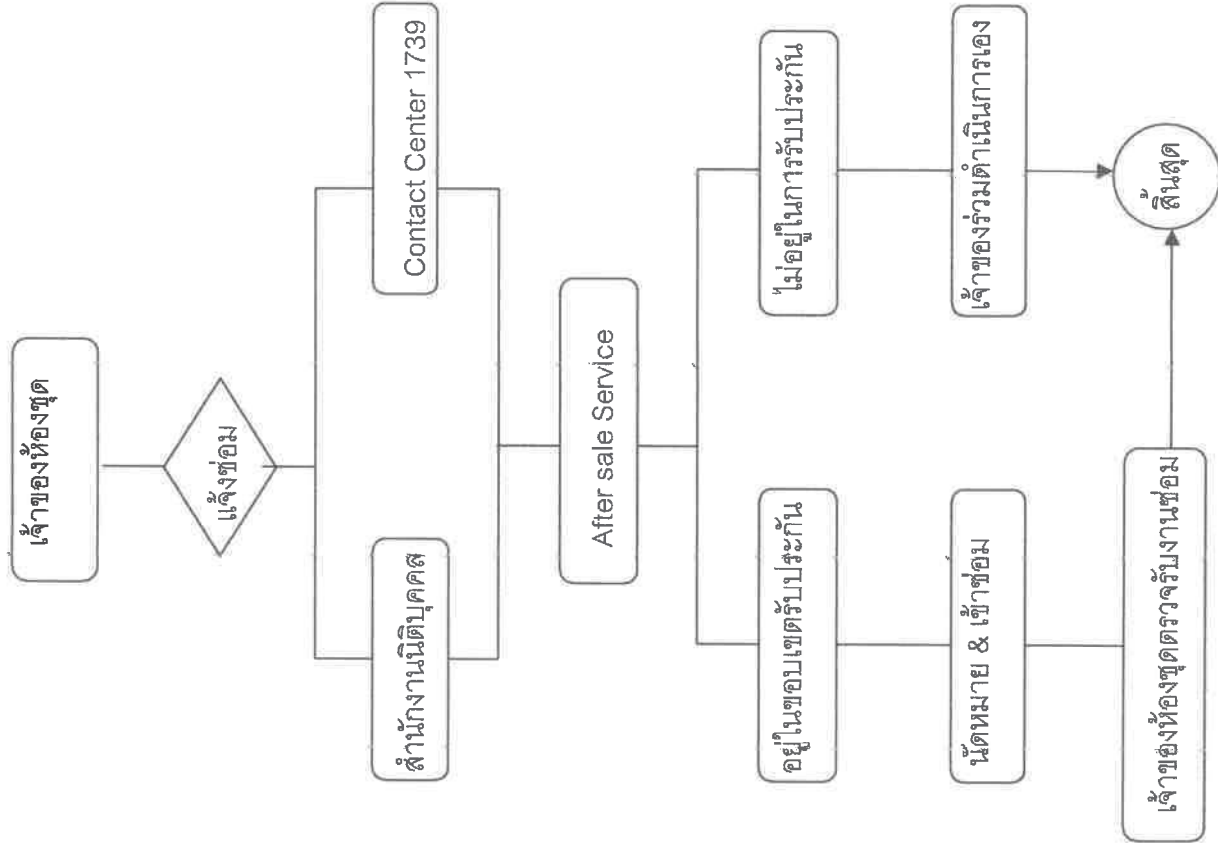 เจ้าของห้องชุด
แจ้งซ่อม
สำนักงานนิติบุคคล
Contact Center 1739
After sale Service
อยู่ในขอบเขตรับประกัน
ไม่อยู่ในการรับประกัน
นัดหมาย & เข้าซ่อม
เจ้าของร่วมดำเนินการเอง
เจ้าของห้องชุดตรวจรับงานซ่อม
สิ้นสุด